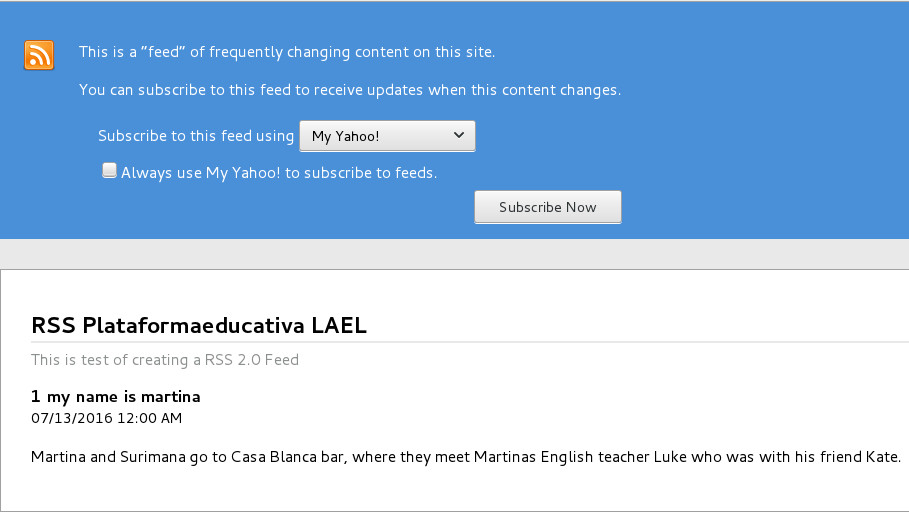 This is a "feed" of frequently changing content on this site.
You can subscribe to this feed to receive updates when this content changes.
Subscribe to this feed using My Yahoo!
Always use My Yahoo! to subscribe to feeds.
Subscribe Now
RSS Plataformaeducativa LAEL
This is test of creating a RSS 2.0 Feed
1 my name is martina
07/13/2016 12:00 AM
Martina and Surimana go to Casa Blanca bar, where they meet Martinas English teacher Luke who was with his friend Kate.